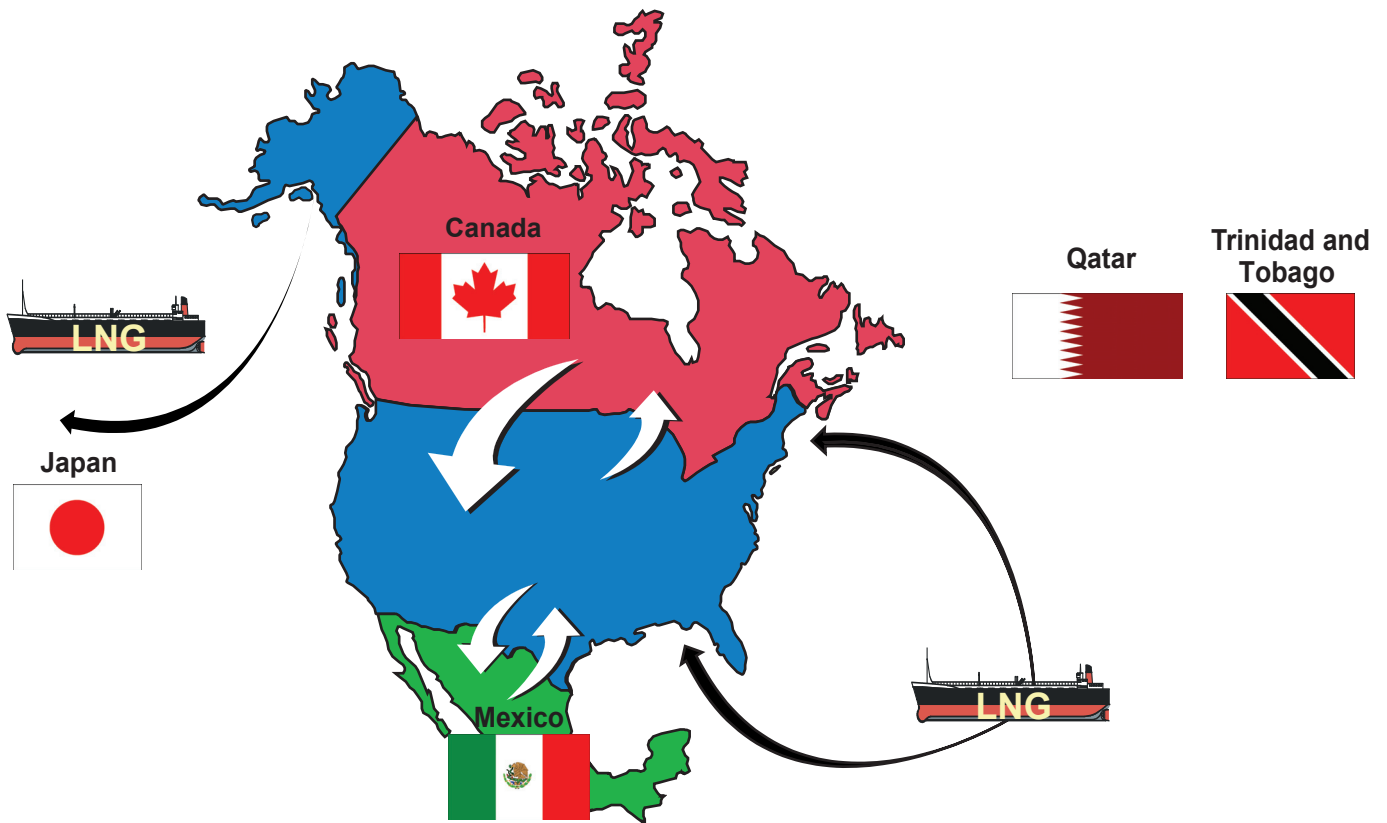 Canada
Qatar
Trinidad and
Tobago
LNG
Japan
LNG
Mexico